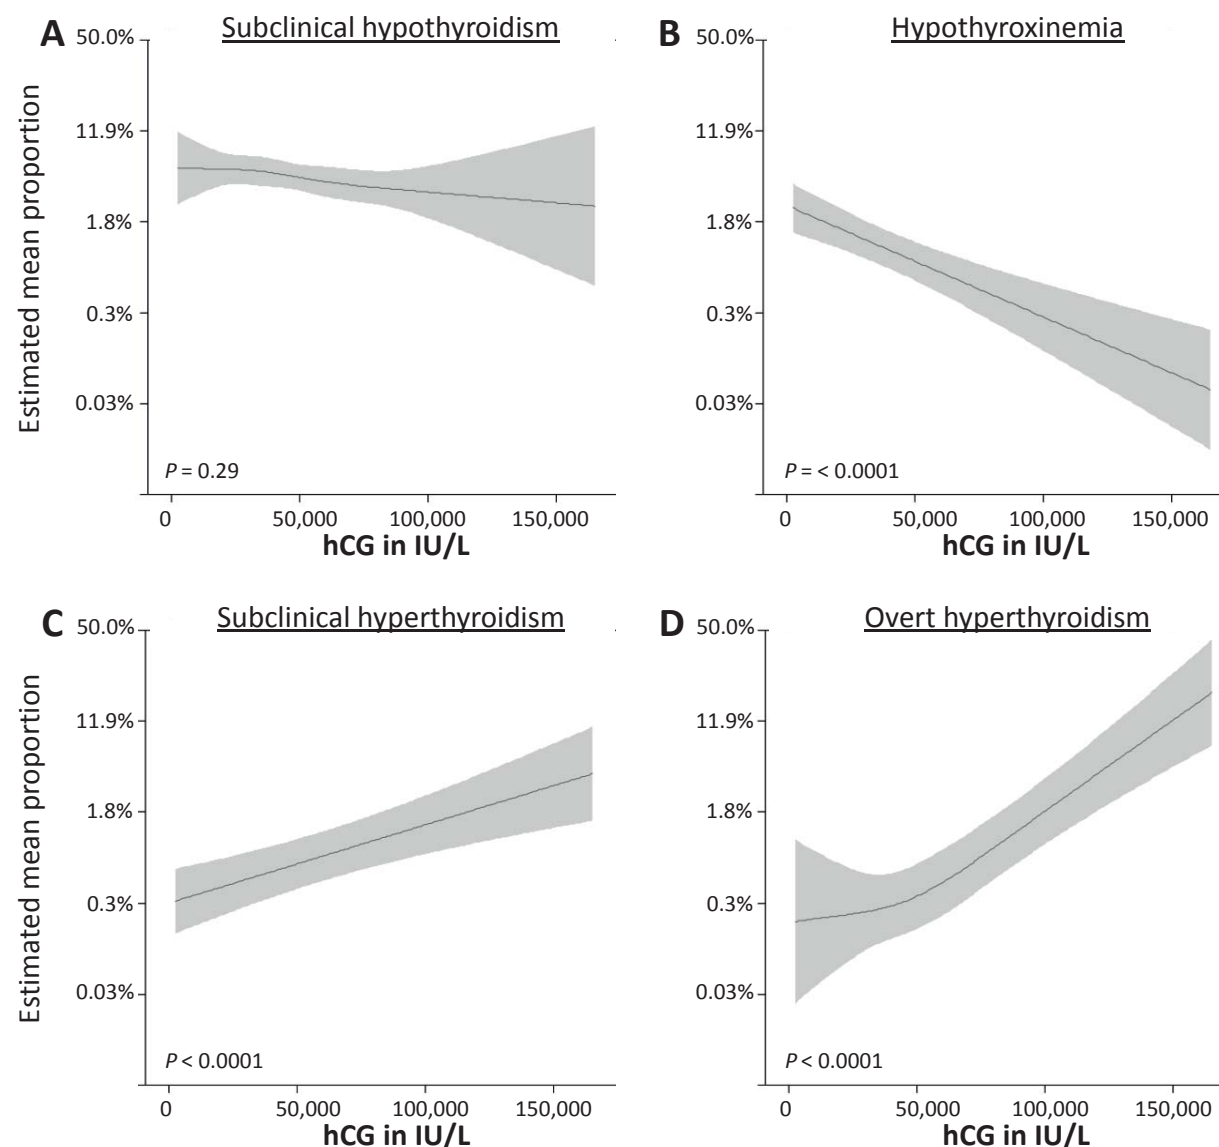 A Subclinical hypothyroidism
50.0%
11.9%
1.8%
0.3%
0.03%
Estimated mean proportion
P = 0.29
0 50,000 100,000 150,000
hCG in IU/L
B Hypothyroxinemia
50.0%
11.9%
1.8%
0.3%
0.03%
P = < 0.0001
0 50,000 100,000 150,000
hCG in IU/L
C Subclinical hyperthyroidism
50.0%
11.9%
1.8%
0.3%
0.03%
Estimated mean proportion
P < 0.0001
0 50,000 100,000 150,000
hCG in IU/L
D Overt hyperthyroidism
50.0%
11.9%
1.8%
0.3%
0.03%
P < 0.0001
0 50,000 100,000 150,000
hCG in IU/L